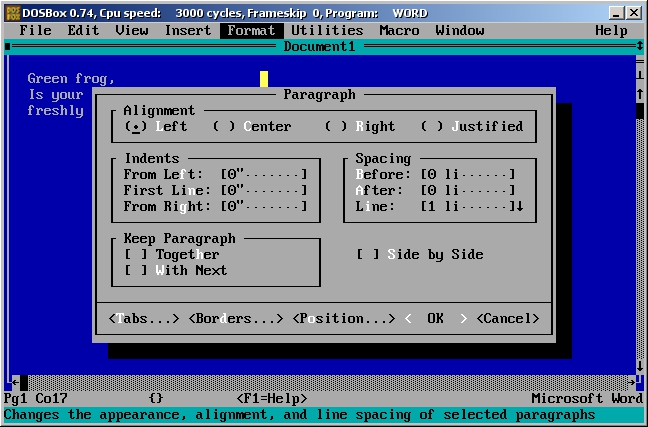 DOSBox 0.74, Cpu speed: 3000 cycles, Frameskip 0, Program: WORD
File Edit View Insert Format Utilities Macro Window Help
Document1
Green frog,
Is your
freshly
Paragraph
Alignment
(•) Left ( ) Center ( ) Right ( ) Justified
Indents
From Left: [0"·······]
First Line: [0"·······]
From Right: [0"·······]
Spacing
Before: [0 li······]
After: [0 li······]
Line: [1 li······]↓
Keep Paragraph
[ ] Together
[ ] With Next
[ ] Side by Side
<Tabs...> <Borders...> <Position...> < OK > <Cancel>
Pg1 Co17 {} <F1=Help> Microsoft Word
Changes the appearance, alignment, and line spacing of selected paragraphs